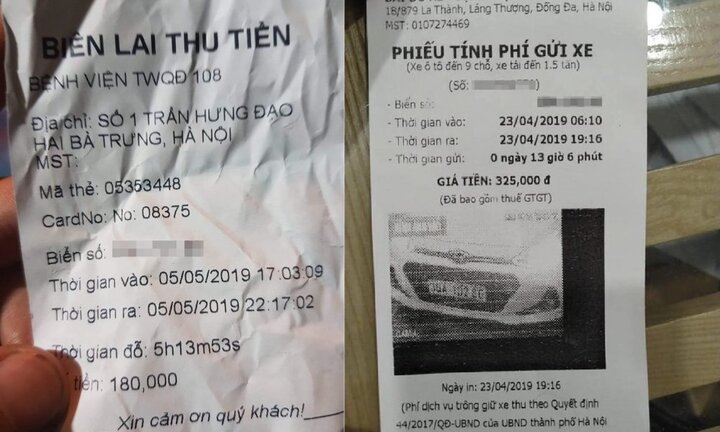 BIÊN LAI THU TIỀN
BỆNH VIỆN TWQĐ 108
Địa chỉ: SỐ 1 TRẦN HƯNG ĐẠO
HAI BÀ TRƯNG, HÀ NỘI
MST:
Mã thẻ: 05353448
CardNo: No: 08375
Biển số:
Thời gian vào: 05/05/2019 17:03:09
Thời gian ra: 05/05/2019 22:17:02
Thời gian đỗ: 5h13m53s
tiền: 180,000
Xin cảm ơn quý khách!
1B/879 La Thành, Láng Thượng, Đống Đa, Hà Nội
MST: 0107274469
PHIẾU TÍNH PHÍ GỬI XE
(Xe ô tô đến 9 chỗ, xe tải đến 1.5 tấn)
(Số:
- Biển số:
- Thời gian vào: 23/04/2019 06:10
- Thời gian ra: 23/04/2019 19:16
- Thời gian gửi: 0 ngày 13 giờ 6 phút
GIÁ TIỀN: 325,000 đ
(Đã bao gồm thuế GTGT)
Ngày in: 23/04/2019 19:16
(Phí dịch vụ trông giữ xe thu theo Quyết định
44/2017/QĐ-UBND của UBND thành phố Hà Nội